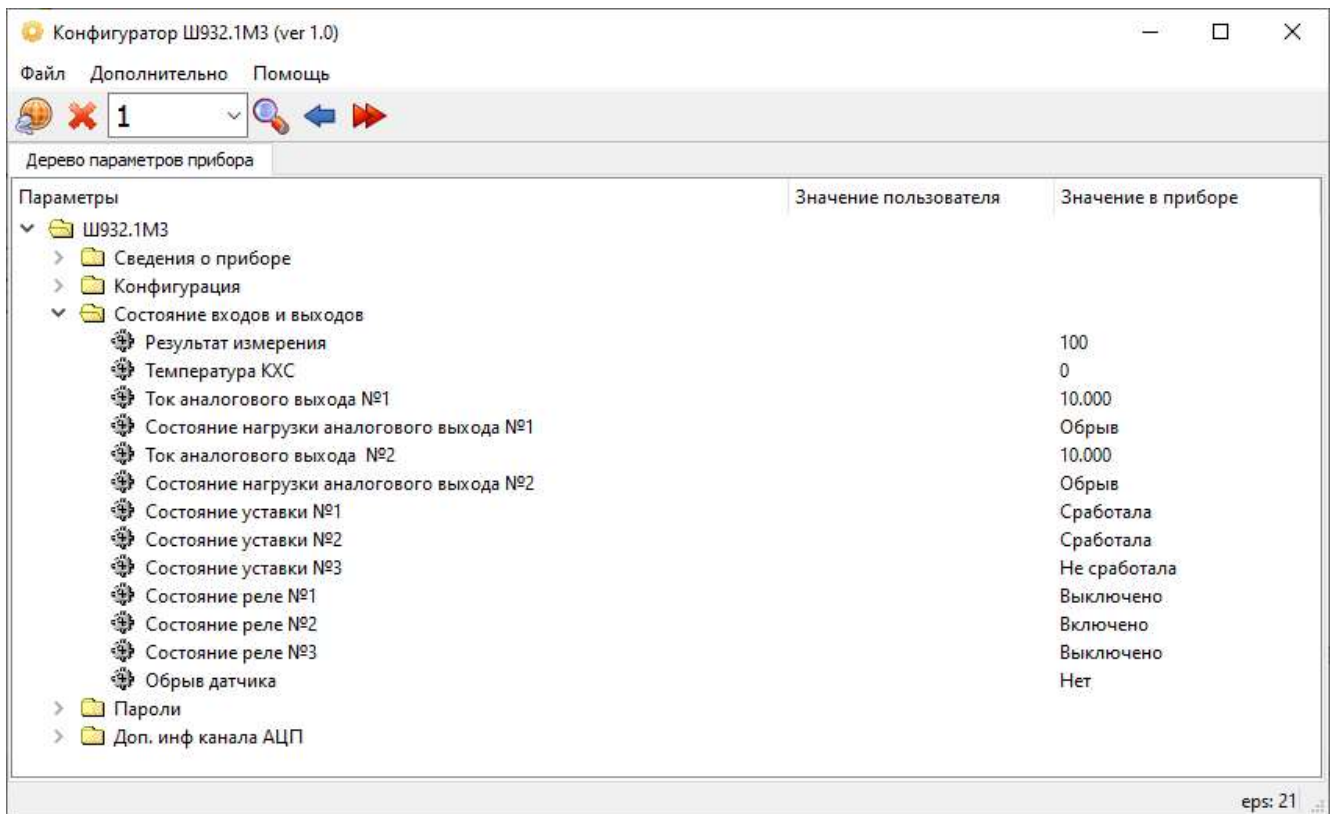 Конфигуратор Ш932.1М3 (ver 1.0)
Файл Дополнительно Помощь
1
Дерево параметров прибора
Параметры Значение пользователя Значение в приборе
Ш932.1М3
Сведения о приборе
Конфигурация
Состояние входов и выходов
Результат измерения 100
Температура КХС 0
Ток аналогового выхода №1 10.000
Состояние нагрузки аналогового выхода №1 Обрыв
Ток аналогового выхода №2 10.000
Состояние нагрузки аналогового выхода №2 Обрыв
Состояние уставки №1 Сработала
Состояние уставки №2 Сработала
Состояние уставки №3 Не сработала
Состояние реле №1 Выключено
Состояние реле №2 Включено
Состояние реле №3 Выключено
Обрыв датчика Нет
Пароли
Доп. инф канала АЦП
eps: 21